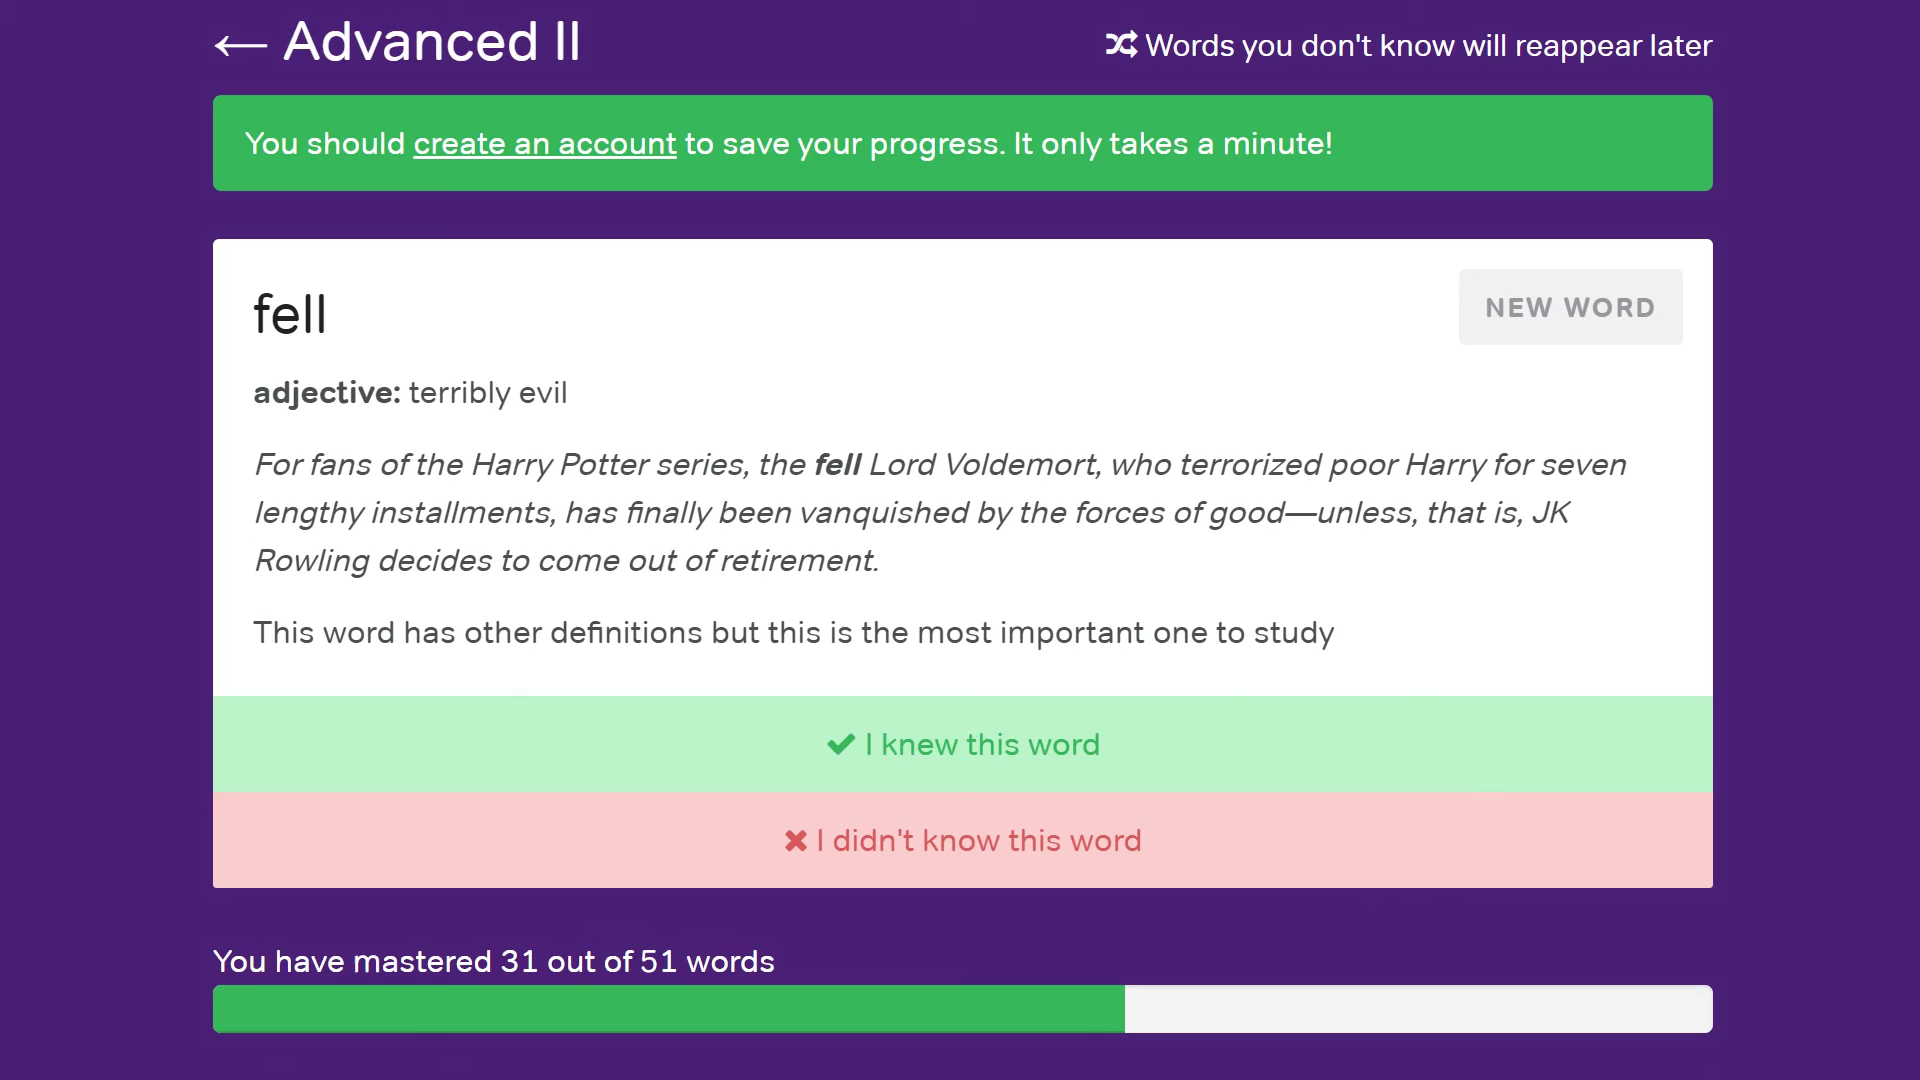 ← Advanced II
Words you don't know will reappear later
You should create an account to save your progress. It only takes a minute!
fell
NEW WORD
adjective: terribly evil
For fans of the Harry Potter series, the fell Lord Voldemort, who terrorized poor Harry for seven
lengthy installments, has finally been vanquished by the forces of good—unless, that is, JK
Rowling decides to come out of retirement.
This word has other definitions but this is the most important one to study
I knew this word
I didn't know this word
You have mastered 31 out of 51 words